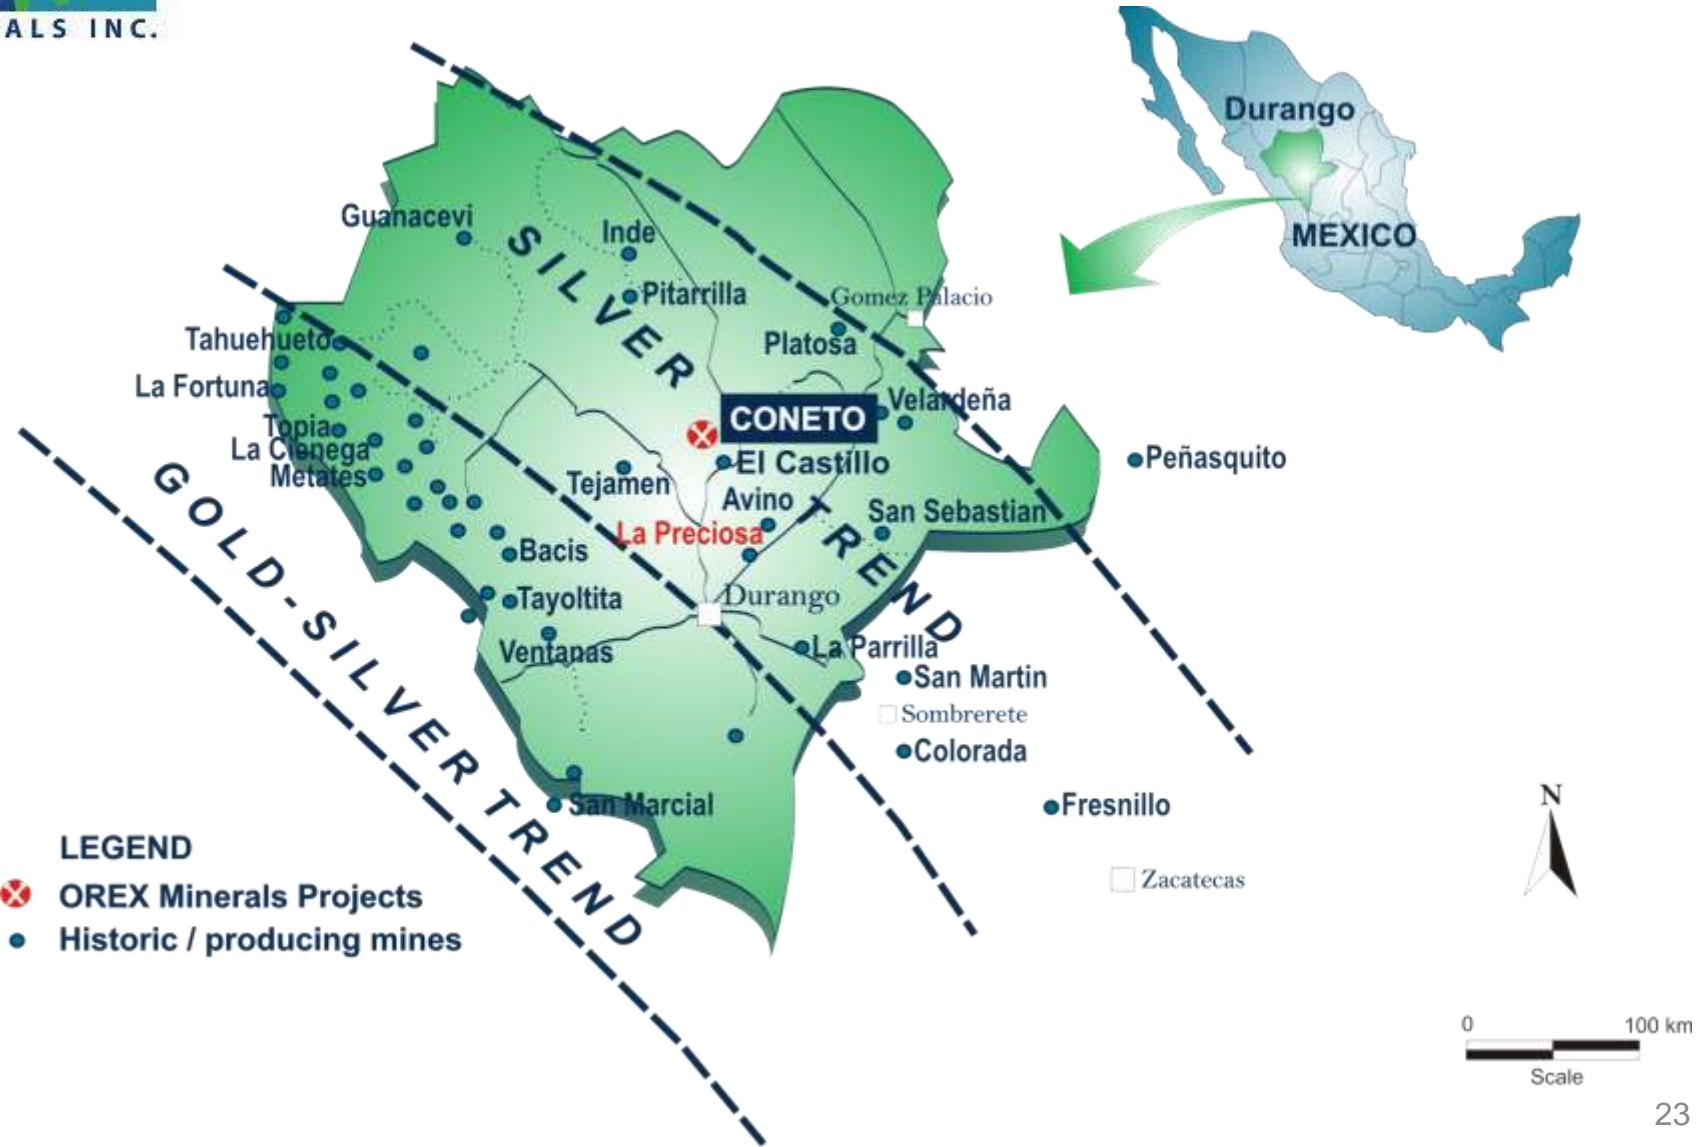 ALS INC.
Durango
MEXICO
Guanacevi
Inde
SILVER TREND
Pitarrilla
Gomez Palacio
Tahuehueto
Platosa
La Fortuna
Velardeña
CONETO
Topia
La Cienega
Metates
El Castillo
Peñasquito
Tejamen
Avino
San Sebastian
La Preciosa
GOLD-SILVER TREND
Bacis
Durango
Tayoltita
Ventanas
La Parrilla
San Martin
Sombrerete
Colorada
San Marcial
Fresnillo
Zacatecas
N
LEGEND
OREX Minerals Projects
Historic / producing mines
0 100 km
Scale
23